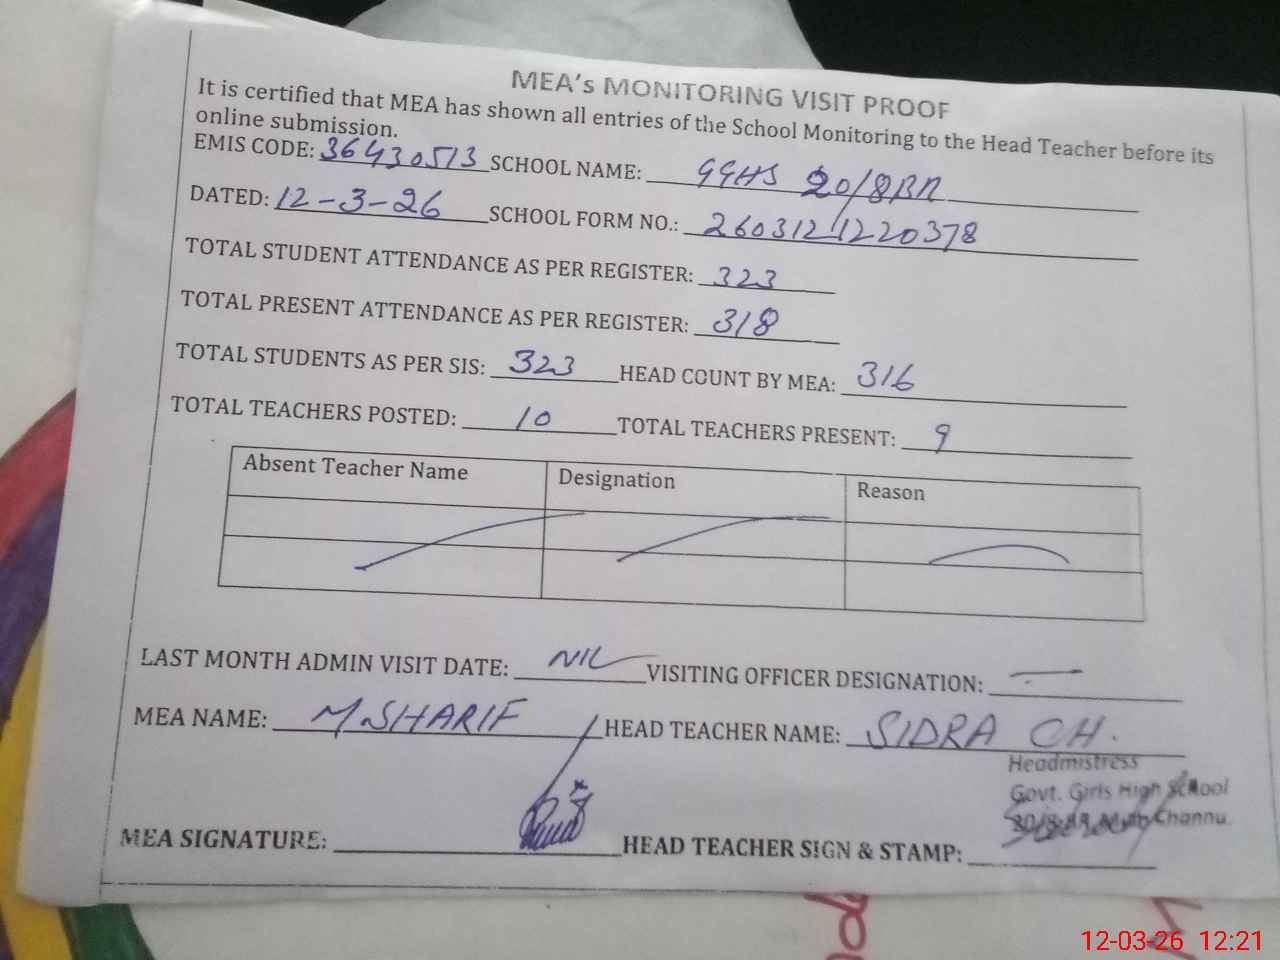 MEA's MONITORING VISIT PROOF
It is certified that MEA has shown all entries of the School Monitoring to the Head Teacher before its
online submission.
EMIS CODE: 36430513 SCHOOL NAME: GGHS 20/8BR
DATED: 12-3-26 SCHOOL FORM NO.: 2603121220378
TOTAL STUDENT ATTENDANCE AS PER REGISTER: 323
TOTAL PRESENT ATTENDANCE AS PER REGISTER: 318
TOTAL STUDENTS AS PER SIS: 323 HEAD COUNT BY MEA: 316
TOTAL TEACHERS POSTED: 10 TOTAL TEACHERS PRESENT: 9
Absent Teacher Name Designation Reason
LAST MONTH ADMIN VISIT DATE: NIL VISITING OFFICER DESIGNATION: —
MEA NAME: M.SHARIF HEAD TEACHER NAME: SIDRA CH.
Headmistress
Govt. Girls High School
Channu.
MEA SIGNATURE: HEAD TEACHER SIGN & STAMP:
12-03-26 12:21